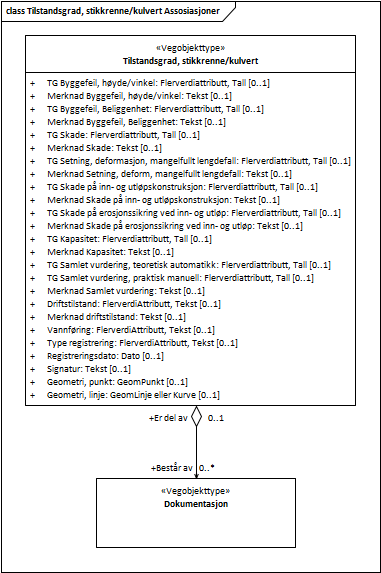 class Tilstandsgrad, stikkrenne/kulvert Assosiasjoner
«Vegobjekttype»
Tilstandsgrad, stikkrenne/kulvert
+ TG Byggefeil, høyde/vinkel: Flerverdiattributt, Tall [0..1]
+ Merknad Byggefeil, høyde/vinkel: Tekst [0..1]
+ TG Byggefeil, Beliggenhet: Flerverdiattributt, Tall [0..1]
+ Merknad Byggefeil, Beliggenhet: Tekst [0..1]
+ TG Skade: Flerverdiattributt, Tall [0..1]
+ Merknad Skade: Tekst [0..1]
+ TG Setning, deformasjon, mangelfullt lengdefall: Flerverdiattributt, Tall [0..1]
+ Merknad Setning, deform, mangelfullt lengdefall: Tekst [0..1]
+ TG Skade på inn- og utløpskonstruksjon: Flerverdiattributt, Tall [0..1]
+ Merknad Skade på inn- og utløpskonstruksjon: Tekst [0..1]
+ TG Skade på erosjonssikring ved inn- og utløp: Flerverdiattributt, Tall [0..1]
+ Merknad Skade på erosjonssikring ved inn- og utløp: Tekst [0..1]
+ TG Kapasitet: Flerverdiattributt, Tall [0..1]
+ Merknad Kapasitet: Tekst [0..1]
+ TG Samlet vurdering, teoretisk automatikk: Flerverdiattributt, Tall [0..1]
+ TG Samlet vurdering, praktisk manuell: Flerverdiattributt, Tall [0..1]
+ Merknad Samlet vurdering: Tekst [0..1]
+ Driftstilstand: FlerverdiAttributt, Tekst [0..1]
+ Merknad driftstilstand: Tekst [0..1]
+ Vannføring: FlerverdiAttributt, Tekst [0..1]
+ Type registrering: FlerverdiAttributt, Tekst [0..1]
+ Registreringsdato: Dato [0..1]
+ Signatur: Tekst [0..1]
+ Geometri, punkt: GeomPunkt [0..1]
+ Geometri, linje: GeomLinje eller Kurve [0..1]
+Er del av 0..1
+Består av 0..*
«Vegobjekttype»
Dokumentasjon